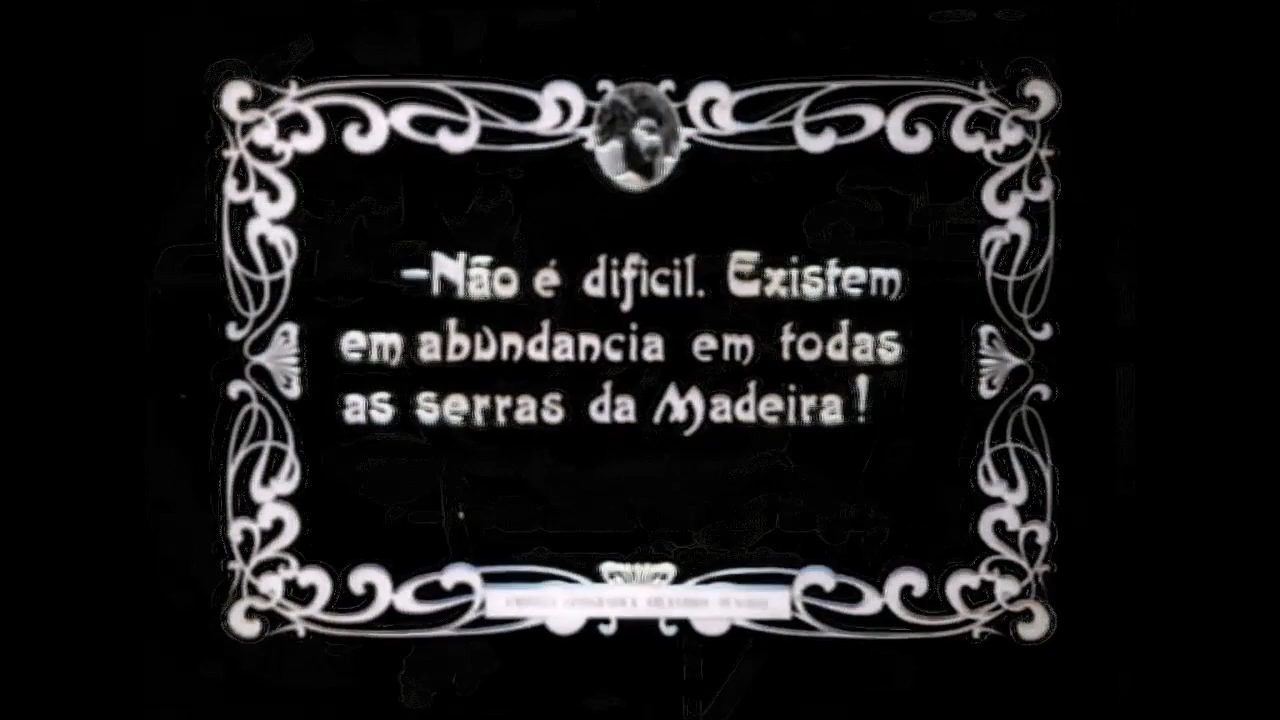 -Não é dificil. Existem
em abundancia em todas
as serras da Madeira!